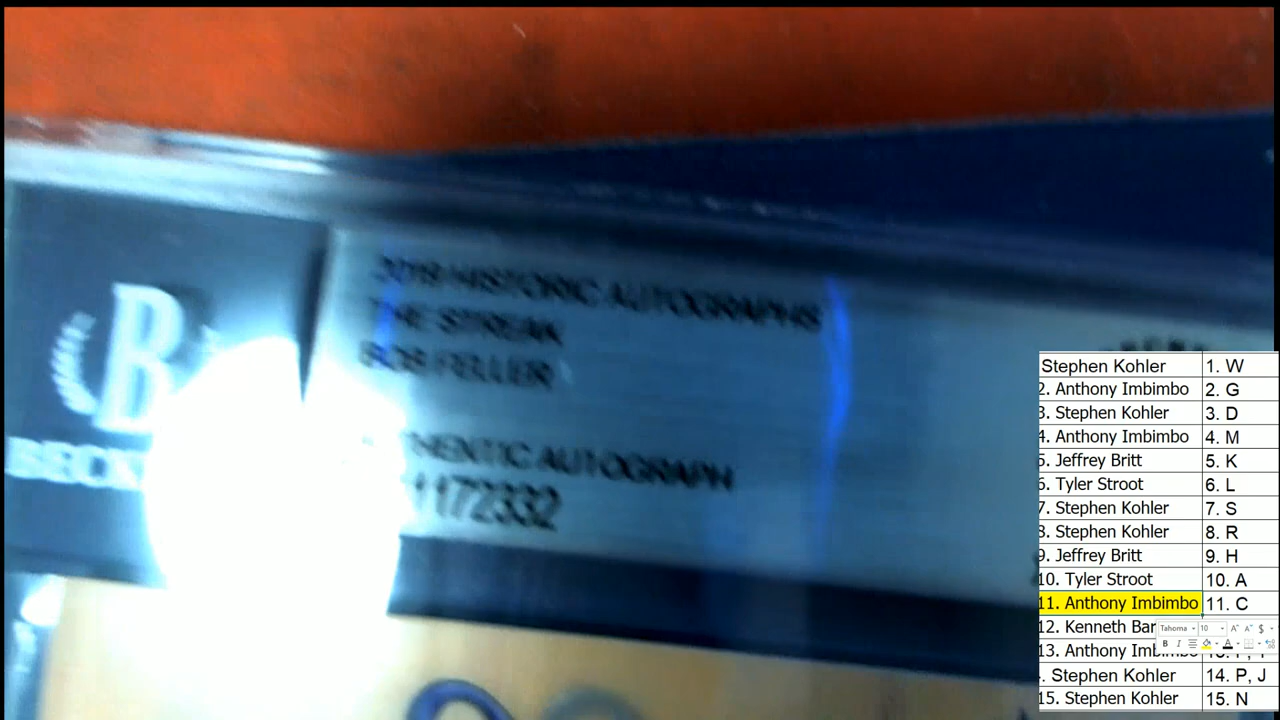 HISTORIC AUTOGRAPHS
THE STREAK
BOB FELLER
AUTHENTIC AUTOGRAPH
1172332
B
Stephen Kohler 1. W
2. Anthony Imbimbo 2. G
3. Stephen Kohler 3. D
4. Anthony Imbimbo 4. M
5. Jeffrey Britt 5. K
6. Tyler Stroot 6. L
7. Stephen Kohler 7. S
8. Stephen Kohler 8. R
9. Jeffrey Britt 9. H
10. Tyler Stroot 10. A
11. Anthony Imbimbo 11. C
12. Kenneth Bar
Tahoma 10 A A $
B I A
13. Anthony Imbimbo
. Stephen Kohler 14. P, J
15. Stephen Kohler 15. N